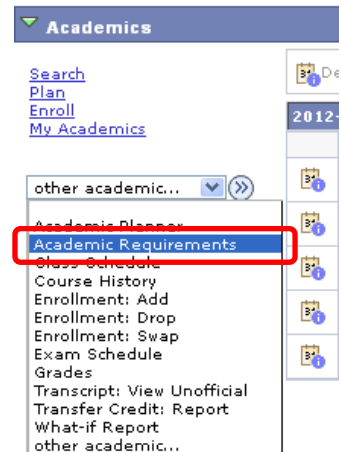 Academics
Search
De
Plan
Enroll
My Academics
2012-
other academic...
Academic Planner
Academic Requirements
Class Schedule
Course History
Enrollment: Add
Enrollment: Drop
Enrollment: Swap
Exam Schedule
Grades
Transcript: View Unofficial
Transfer Credit: Report
What-if Report
other academic...